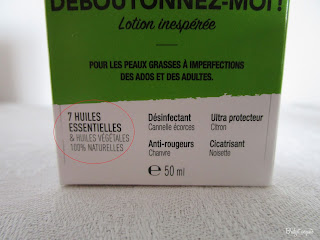 DÉBOUTONNEZ-MOI !
Lotion inespérée
POUR LES PEAUX GRASSES À IMPERFECTIONS
DES ADOS ET DES ADULTES.
7 HUILES
ESSENTIELLES
& HUILES VÉGÉTALES
100% NATURELLES
Désinfectant
Cannelle écorces
Ultra protecteur
Citron
Anti-rougeurs
Chanvre
Cicatrisant
Noisette
℮ 50 ml